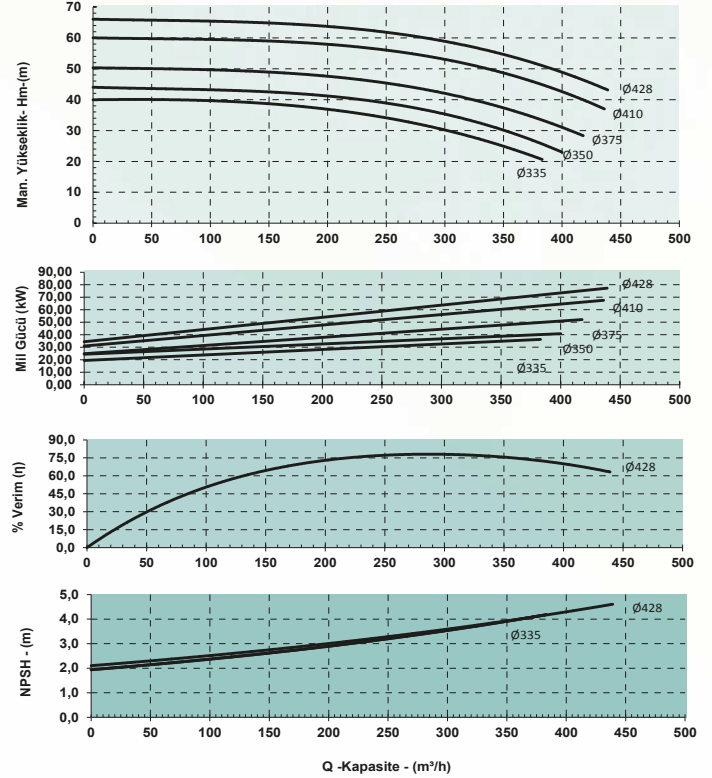 70
60
50
40
30
20
10
0
Man. Yükseklik- Hm-(m)
Ø428
Ø410
Ø375
Ø350
Ø335
0 50 100 150 200 250 300 350 400 450 500
90,00
80,00
70,00
60,00
50,00
40,00
30,00
20,00
10,00
0,00
Mil Gücü (kW)
Ø428
Ø410
Ø375
Ø350
Ø335
0 50 100 150 200 250 300 350 400 450 500
90,0
75,0
60,0
45,0
30,0
15,0
0,0
% Verim (η)
Ø428
0 50 100 150 200 250 300 350 400 450 500
5,0
4,0
3,0
2,0
1,0
0,0
NPSH - (m)
Ø428
Ø335
0 50 100 150 200 250 300 350 400 450 500
Q -Kapasite - (m³/h)